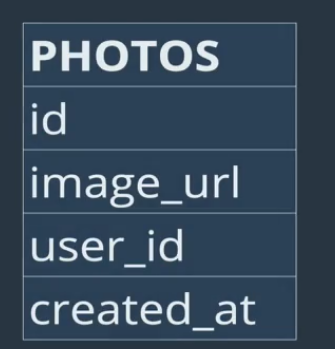 PHOTOS
id
image_url
user_id
created_at